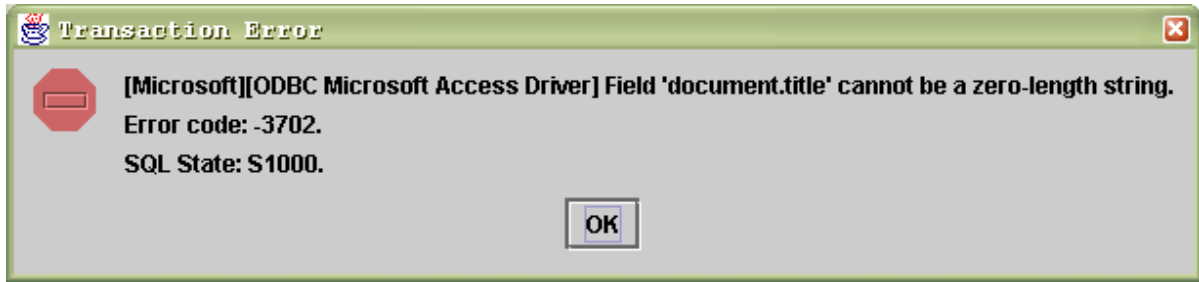 Transaction Error
[Microsoft][ODBC Microsoft Access Driver] Field 'document.title' cannot be a zero-length string.
Error code: -3702.
SQL State: S1000.
OK